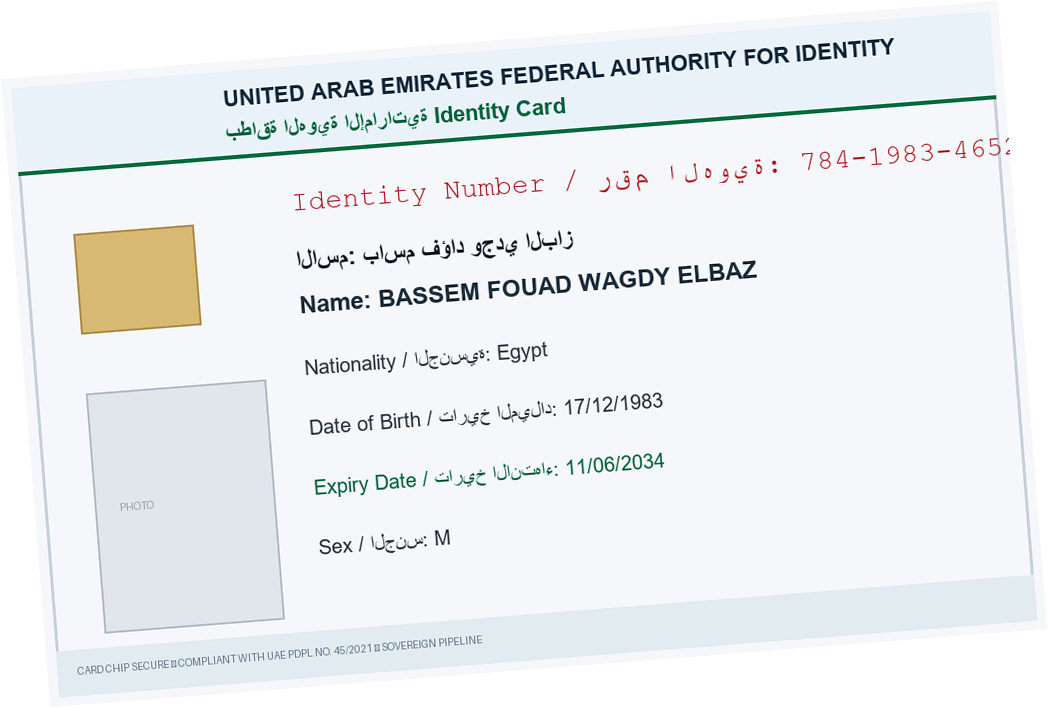 UNITED ARAB EMIRATES FEDERAL AUTHORITY FOR IDENTITY
بطاقة الهوية الإماراتية Identity Card
Identity Number / رقم الهوية: 784-1983-4652
الاسم: باسم فؤاد وجدي الباز
Name: BASSEM FOUAD WAGDY ELBAZ
Nationality / الجنسية: Egypt
Date of Birth / تاريخ الميلاد: 17/12/1983
Expiry Date / تاريخ الانتهاء: 11/06/2034
Sex / الجنس: M
PHOTO
CARD CHIP SECURE COMPLIANT WITH UAE PDPL NO. 45/2021 SOVEREIGN PIPELINE